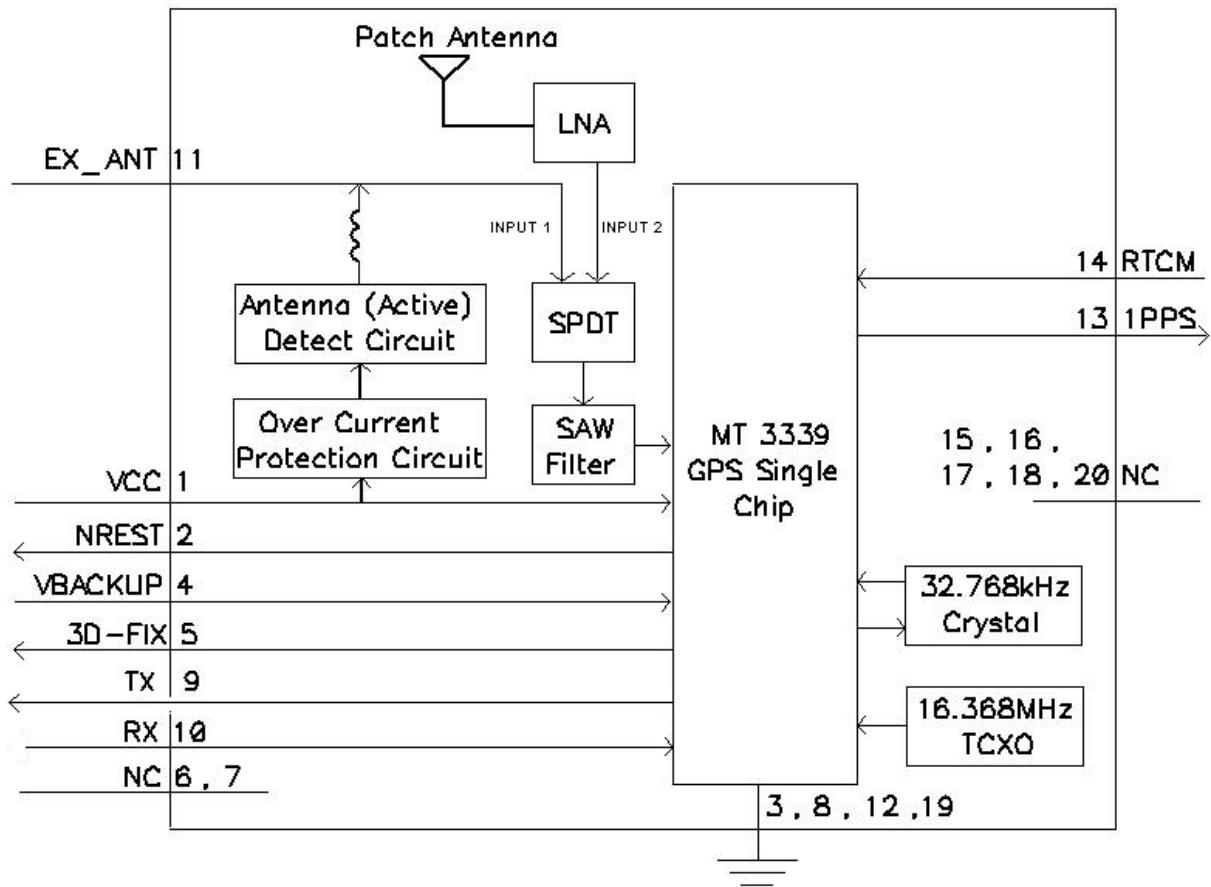 Patch Antenna
LNA
EX_ANT 11
INPUT 1
INPUT 2
14 RTCM
Antenna (Active)
Detect Circuit
SPDT
13 1PPS
Over Current
Protection Circuit
SAW
Filter
MT 3339
GPS Single
Chip
15 , 16 ,
17 , 18 , 20 NC
VCC 1
NREST 2
VBACKUP 4
32.768kHz
Crystal
3D-FIX 5
TX 9
16.368MHz
TCXO
RX 10
NC 6 , 7
3 , 8 , 12 ,19